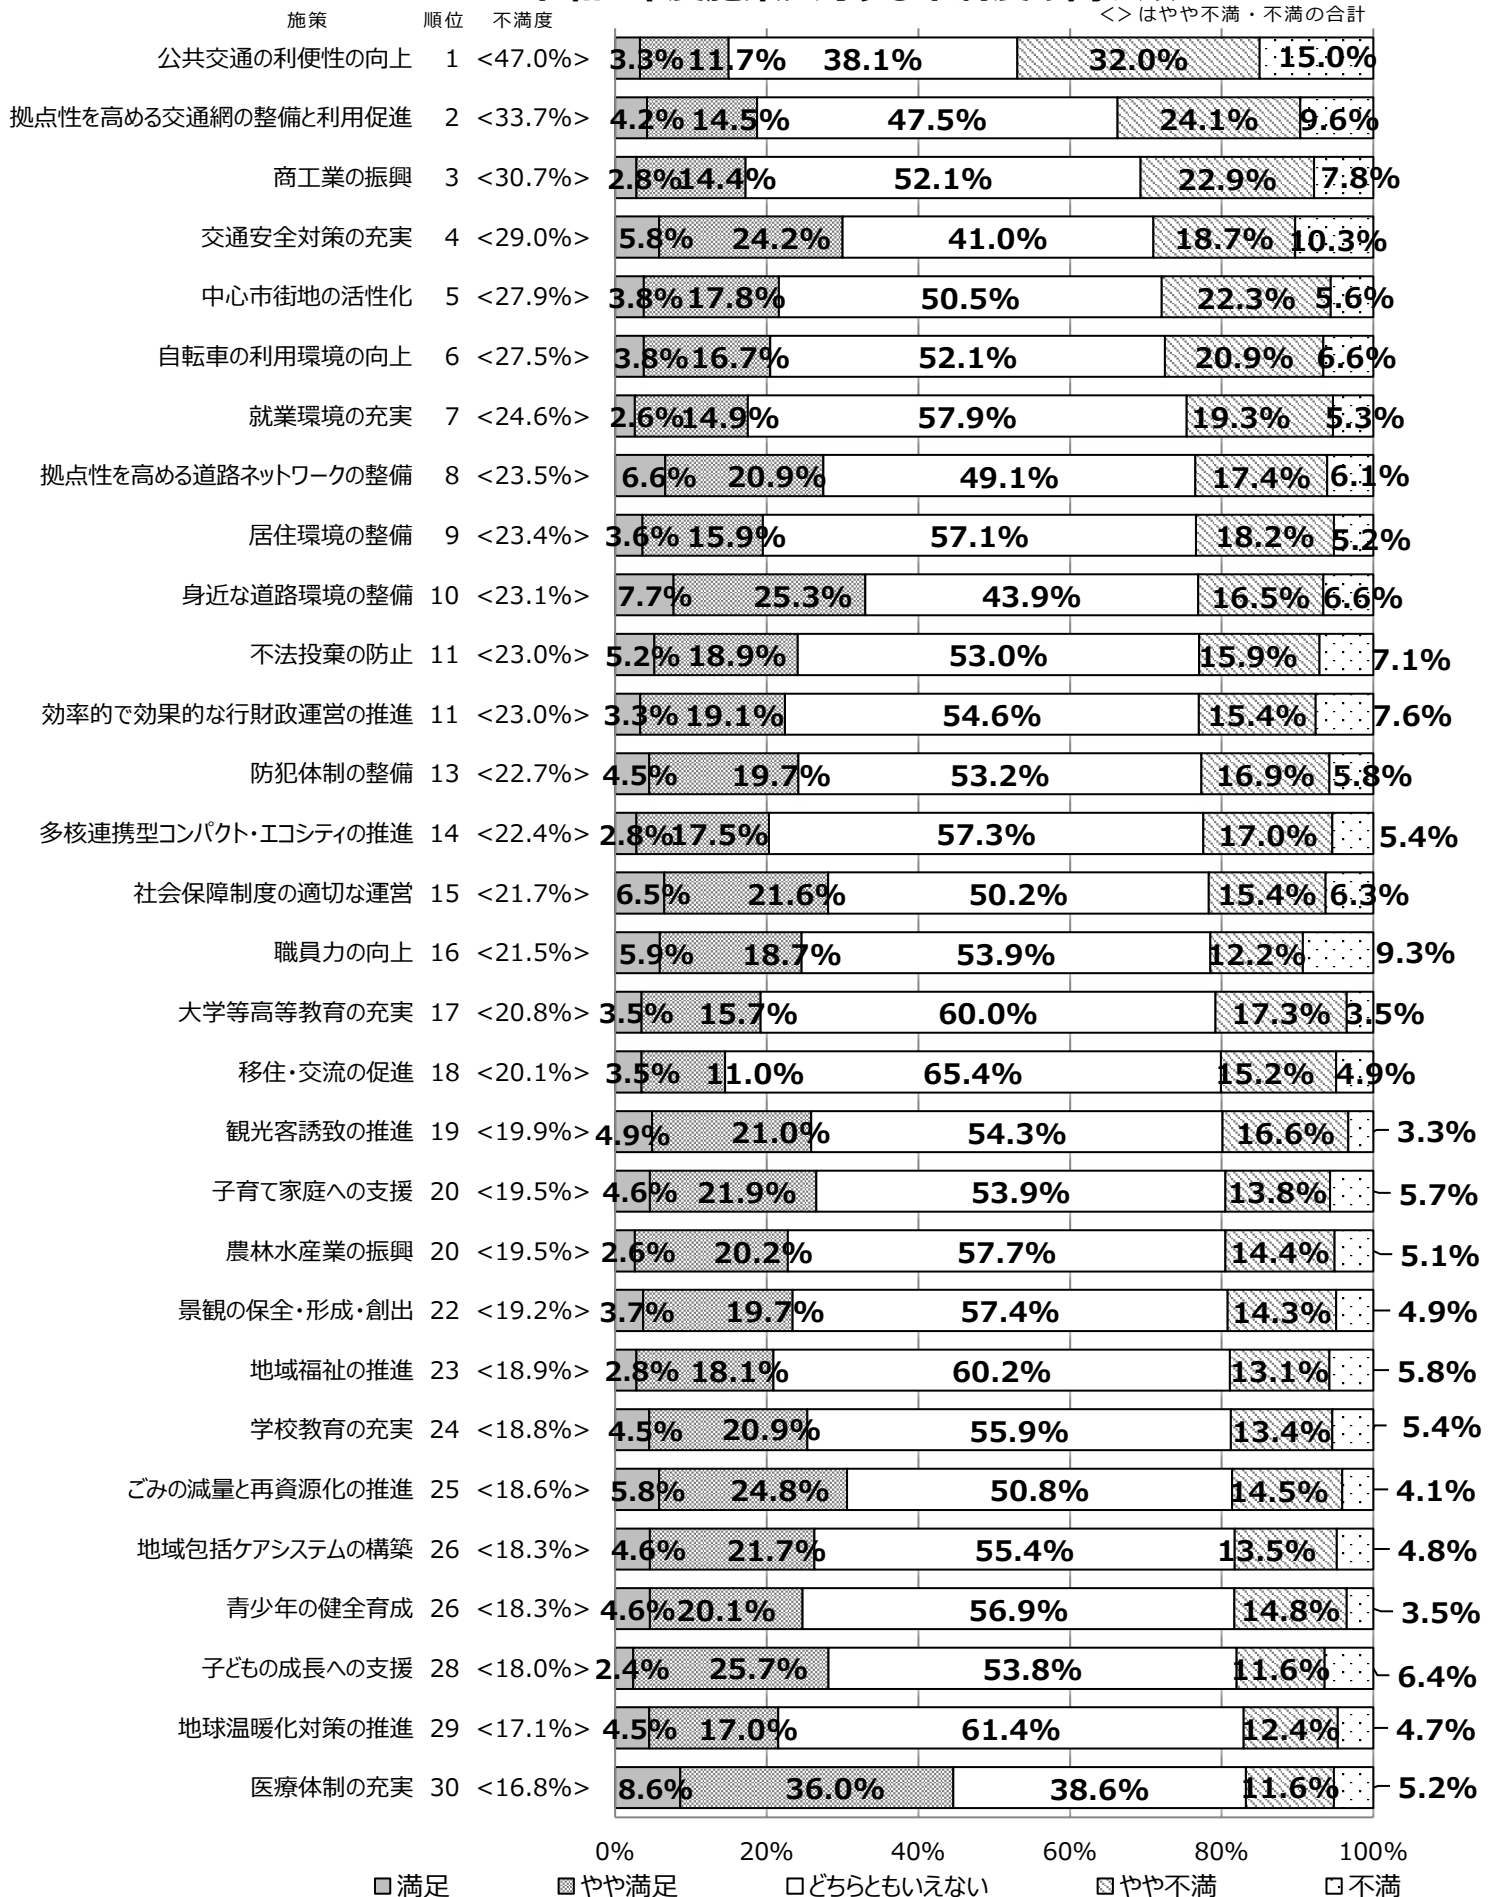 施策 順位 不満度 <> はやや不満・不満の合計
公共交通の利便性の向上 1 <47.0%> 3.3% 11.7% 38.1% 32.0% 15.0%
拠点性を高める交通網の整備と利用促進 2 <33.7%> 4.2% 14.5% 47.5% 24.1% 9.6%
商工業の振興 3 <30.7%> 2.8% 14.4% 52.1% 22.9% 7.8%
交通安全対策の充実 4 <29.0%> 5.8% 24.2% 41.0% 18.7% 10.3%
中心市街地の活性化 5 <27.9%> 3.8% 17.8% 50.5% 22.3% 5.6%
自転車の利用環境の向上 6 <27.5%> 3.8% 16.7% 52.1% 20.9% 6.6%
就業環境の充実 7 <24.6%> 2.6% 14.9% 57.9% 19.3% 5.3%
拠点性を高める道路ネットワークの整備 8 <23.5%> 6.6% 20.9% 49.1% 17.4% 6.1%
居住環境の整備 9 <23.4%> 3.6% 15.9% 57.1% 18.2% 5.2%
身近な道路環境の整備 10 <23.1%> 7.7% 25.3% 43.9% 16.5% 6.6%
不法投棄の防止 11 <23.0%> 5.2% 18.9% 53.0% 15.9% 7.1%
効率的で効果的な行財政運営の推進 11 <23.0%> 3.3% 19.1% 54.6% 15.4% 7.6%
防犯体制の整備 13 <22.7%> 4.5% 19.7% 53.2% 16.9% 5.8%
多核連携型コンパクト・エコシティの推進 14 <22.4%> 2.8% 17.5% 57.3% 17.0% 5.4%
社会保障制度の適切な運営 15 <21.7%> 6.5% 21.6% 50.2% 15.4% 6.3%
職員力の向上 16 <21.5%> 5.9% 18.7% 53.9% 12.2% 9.3%
大学等高等教育の充実 17 <20.8%> 3.5% 15.7% 60.0% 17.3% 3.5%
移住・交流の促進 18 <20.1%> 3.5% 11.0% 65.4% 15.2% 4.9%
観光客誘致の推進 19 <19.9%> 4.9% 21.0% 54.3% 16.6% 3.3%
子育て家庭への支援 20 <19.5%> 4.6% 21.9% 53.9% 13.8% 5.7%
農林水産業の振興 20 <19.5%> 2.6% 20.2% 57.7% 14.4% 5.1%
景観の保全・形成・創出 22 <19.2%> 3.7% 19.7% 57.4% 14.3% 4.9%
地域福祉の推進 23 <18.9%> 2.8% 18.1% 60.2% 13.1% 5.8%
学校教育の充実 24 <18.8%> 4.5% 20.9% 55.9% 13.4% 5.4%
ごみの減量と再資源化の推進 25 <18.6%> 5.8% 24.8% 50.8% 14.5% 4.1%
地域包括ケアシステムの構築 26 <18.3%> 4.6% 21.7% 55.4% 13.5% 4.8%
青少年の健全育成 26 <18.3%> 4.6% 20.1% 56.9% 14.8% 3.5%
子どもの成長への支援 28 <18.0%> 2.4% 25.7% 53.8% 11.6% 6.4%
地球温暖化対策の推進 29 <17.1%> 4.5% 17.0% 61.4% 12.4% 4.7%
医療体制の充実 30 <16.8%> 8.6% 36.0% 38.6% 11.6% 5.2%
0% 20% 40% 60% 80% 100%
満足 やや満足 どちらともいえない やや不満 不満